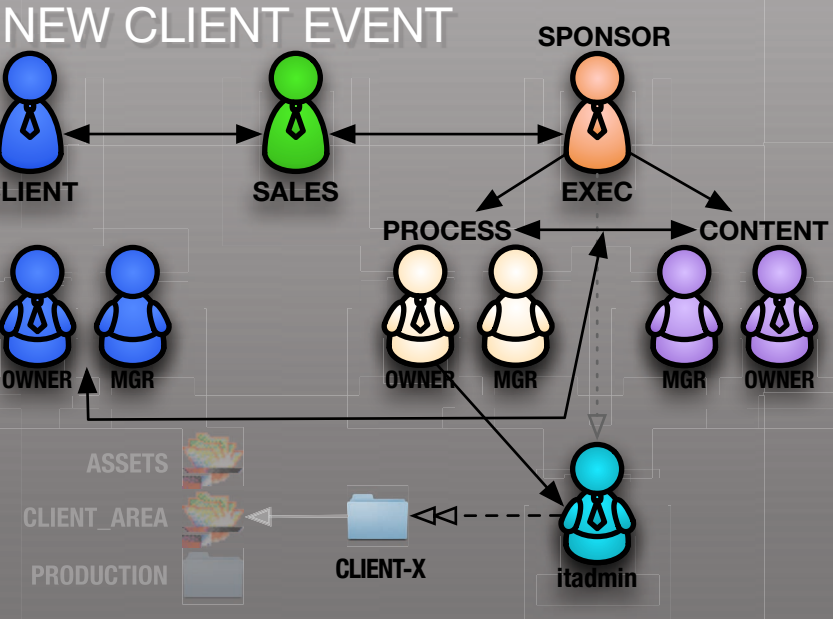 NEW CLIENT EVENT
SPONSOR
LIENT
SALES
EXEC
PROCESS
CONTENT
OWNER
MGR
OWNER
MGR
MGR
OWNER
ASSETS
CLIENT_AREA
PRODUCTION
CLIENT-X
itadmin